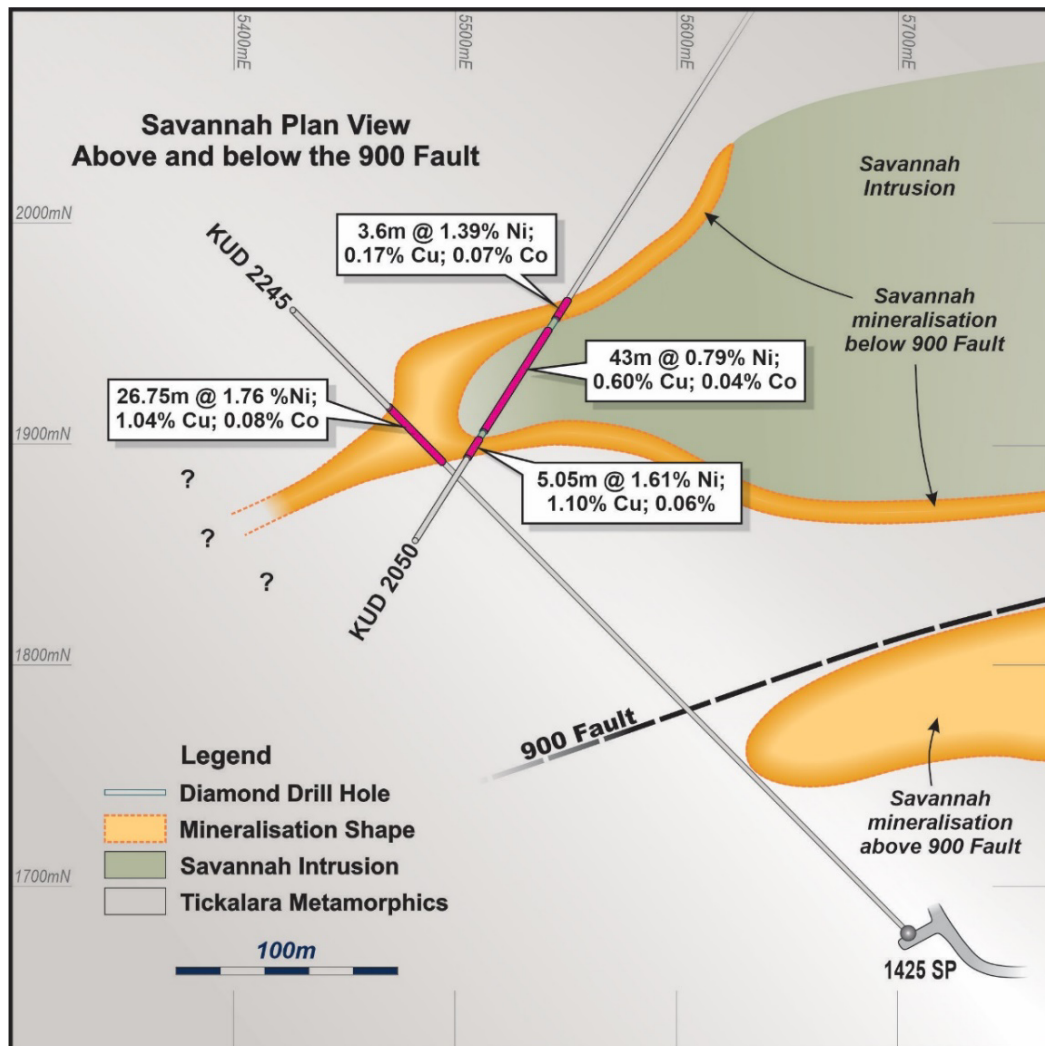 5400mE
5500mE
5600mE
5700mE
Savannah Plan View
Above and below the 900 Fault
2000mN
1900mN
1800mN
1700mN
KUD 2245
3.6m @ 1.39% Ni;
0.17% Cu; 0.07% Co
Savannah
Intrusion
Savannah
mineralisation
below 900 Fault
43m @ 0.79% Ni;
0.60% Cu; 0.04% Co
26.75m @ 1.76 %Ni;
1.04% Cu; 0.08% Co
5.05m @ 1.61% Ni;
1.10% Cu; 0.06%
?
?
?
KUD 2050
900 Fault
Savannah
mineralisation
above 900 Fault
Legend
Diamond Drill Hole
Mineralisation Shape
Savannah Intrusion
Tickalara Metamorphics
100m
1425 SP